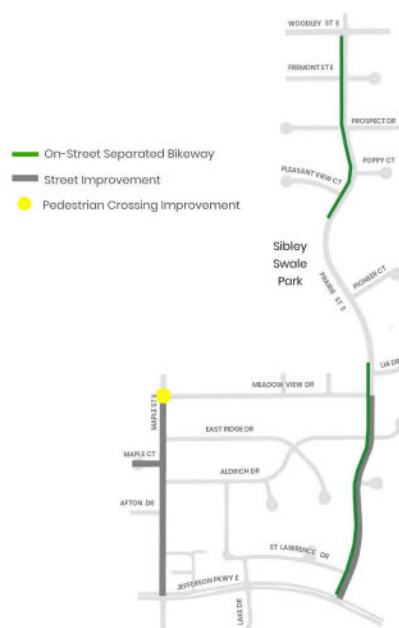 WOODLEY ST E
FREMONT ST E
PROSPECT DR
POPPY CT
PLEASANT VIEW CT
On-Street Separated Bikeway
Street Improvement
Pedestrian Crossing Improvement
Sibley
Swale
Park
PRAIRIE ST S
PIONEER CT
LIA DR
MEADOW VIEW DR
MAPLE ST S
EAST RIDGE DR
MAPLE CT
ALDRICH DR
AFTON DR
ST LAWRENCE DR
JEFFERSON PKWY E
LAKE DR